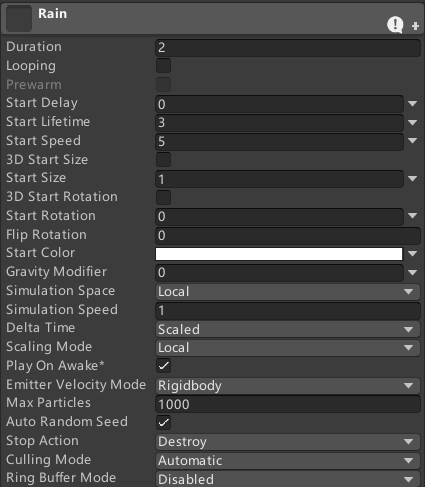 Rain
Duration 2
Looping
Prewarm
Start Delay 0
Start Lifetime 3
Start Speed 5
3D Start Size
Start Size 1
3D Start Rotation
Start Rotation 0
Flip Rotation 0
Start Color
Gravity Modifier 0
Simulation Space Local
Simulation Speed 1
Delta Time Scaled
Scaling Mode Local
Play On Awake*
Emitter Velocity Mode Rigidbody
Max Particles 1000
Auto Random Seed
Stop Action Destroy
Culling Mode Automatic
Ring Buffer Mode Disabled